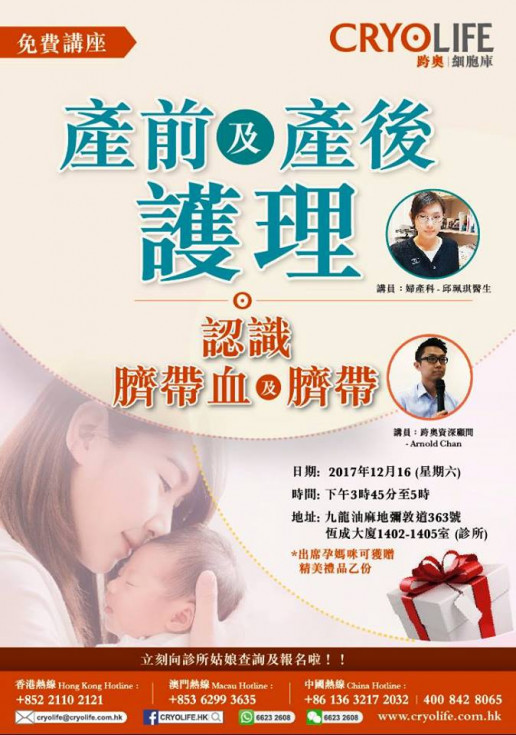 免費講座
CRYOLIFE
跨奧 | 細胞庫
產前及產後
護理
講員：婦產科 - 邱珮琪醫生
認識
臍帶血及臍帶
講員：跨奧資深顧問
- Arnold Chan
日期: 2017年12月16 (星期六)
時間: 下午3時45分至5時
地址: 九龍油麻地彌敦道363號
恆成大廈1402-1405室 (診所)
*出席孕媽咪可獲贈
精美禮品乙份
立刻向診所姑娘查詢及報名啦！！
香港熱線 Hong Kong Hotline :
+852 2110 2121
澳門熱線 Macau Hotline :
+853 6299 3635
中國熱線 China Hotline :
+86 136 3217 2032 | 400 842 8065
cryolife@cryolife.com.hk
CRYOLIFE.HK
6623 2608
6623 2608
www.cryolife.com.hk